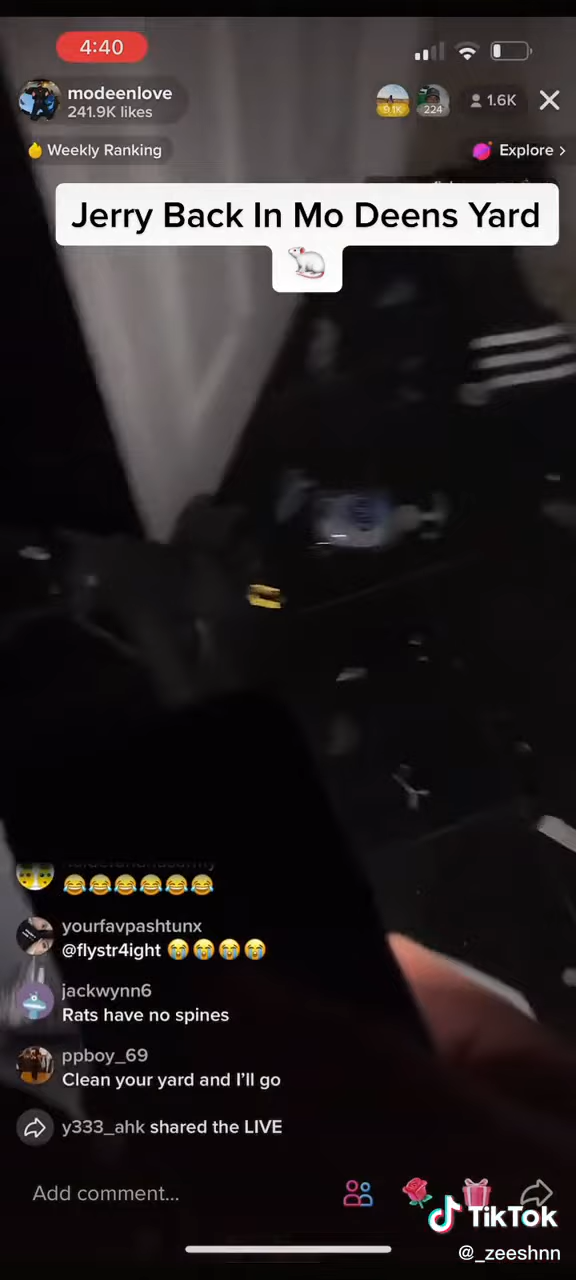 4:40
modeenlove
241.9K likes
9.1K
224
1.6K
Weekly Ranking
Explore >
Jerry Back In Mo Deens Yard
🐁
😂😂😂😂😂😂
yourfavpashtunx
@flystr4ight 😭😭😭😭
jackwynn6
Rats have no spines
ppboy_69
Clean your yard and I'll go
y333_ahk shared the LIVE
Add comment...
TikTok
@_zeeshnn